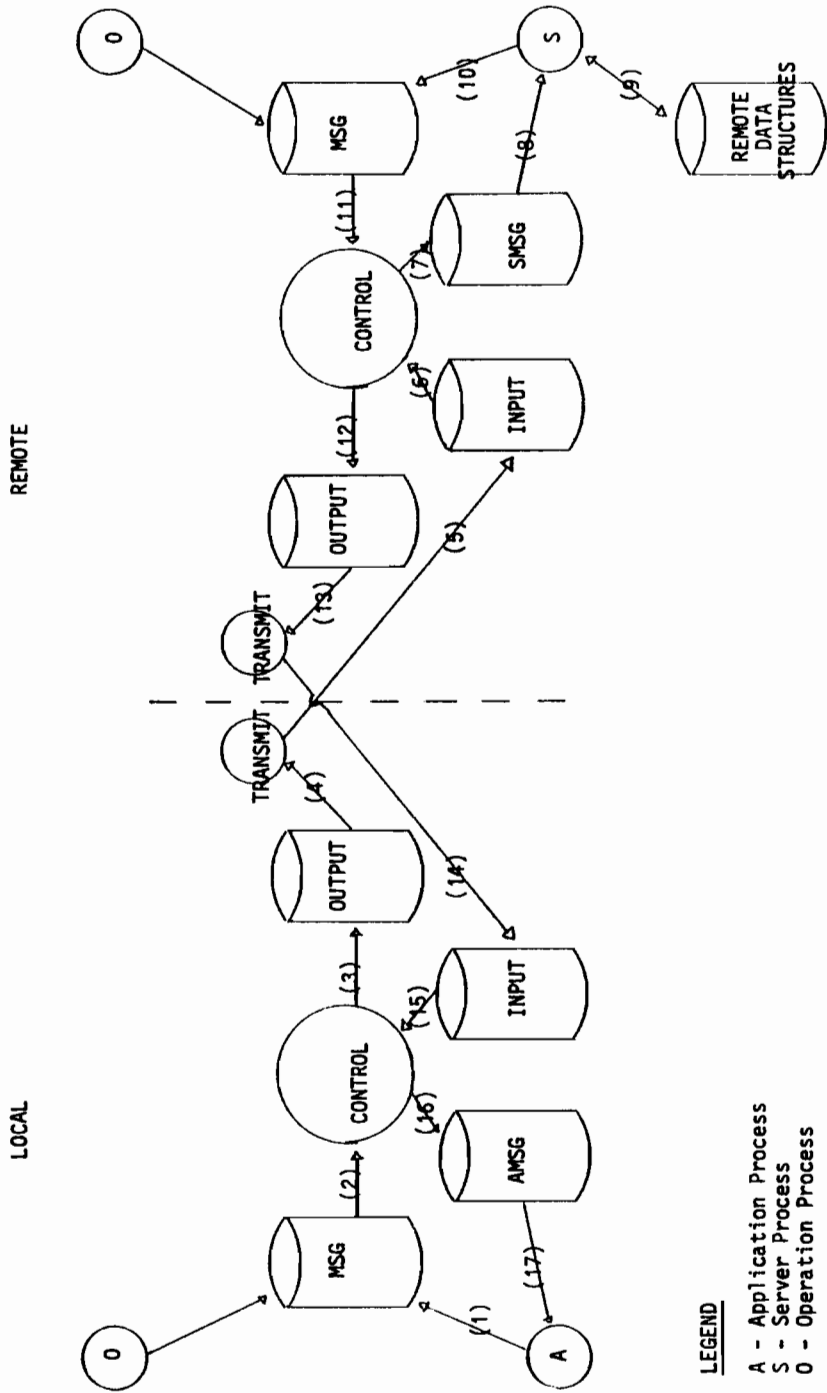 LOCAL
REMOTE
O
MSG
(2)
CONTROL
(3)
OUTPUT
(4)
TRANSMIT
TRANSMIT
(13)
OUTPUT
(12)
CONTROL
(11)
MSG
O
A
(1)
(17)
AMSG
(16)
(15)
INPUT
(14)
(5)
INPUT
(6)
(7)
SMSG
(8)
(10)
S
(9)
REMOTE
DATA
STRUCTURES
LEGEND
A - Application Process
S - Server Process
O - Operation Process